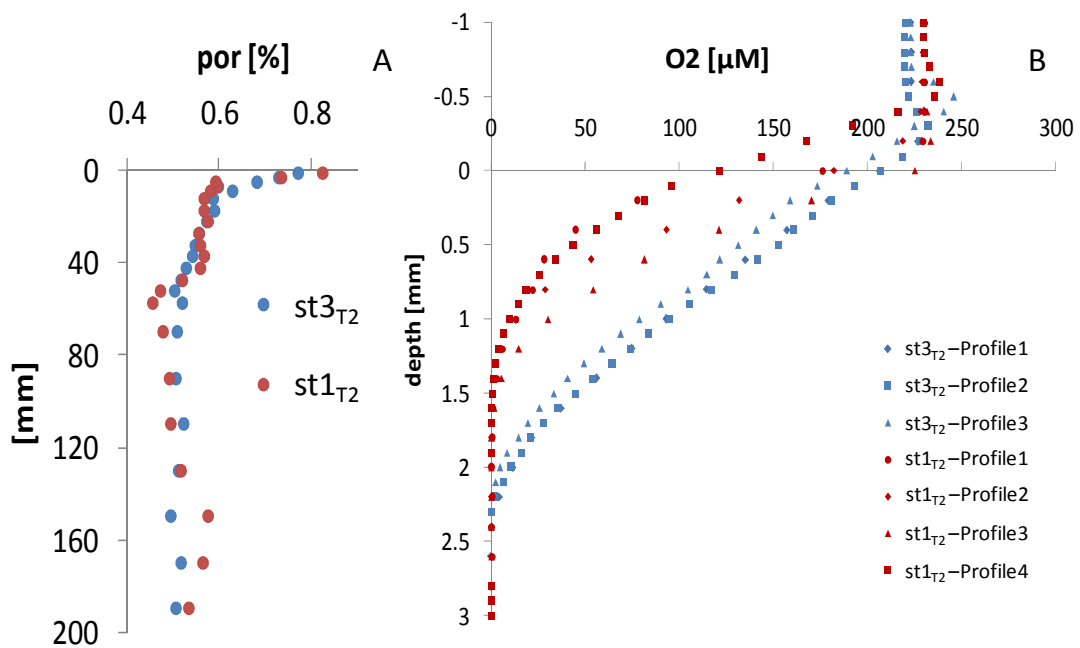 por [%]
A
0.4 0.6 0.8
0
40
80
120
160
200
[mm]
st3T2
st1T2
O2 [µM]
B
-1
-0.5
0 50 100 150 200 250 300
0
0.5
1
1.5
2
2.5
3
depth [mm]
st3T2–Profile1
st3T2–Profile2
st3T2–Profile3
st1T2–Profile1
st1T2–Profile2
st1T2–Profile3
st1T2–Profile4